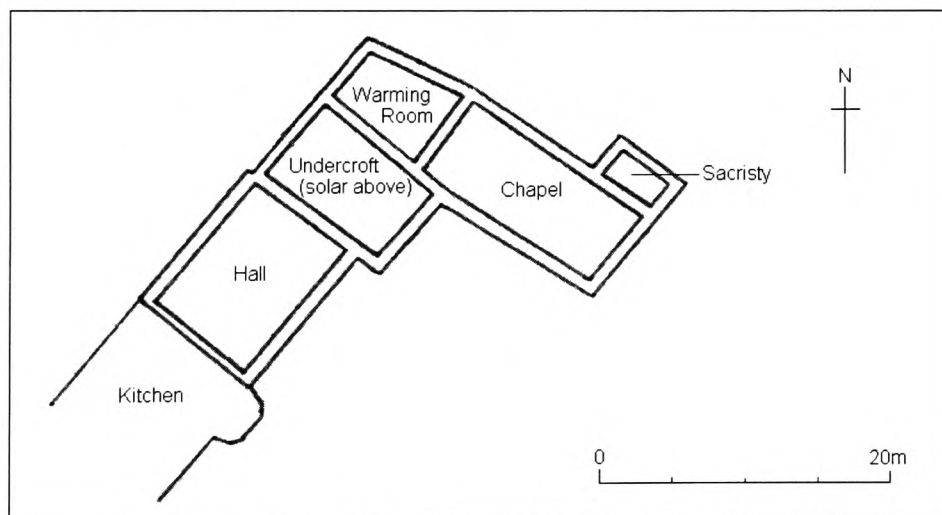 Warming
Room
N
Undercroft
(solar above)
Chapel
Sacristy
Hall
Kitchen
0
20m